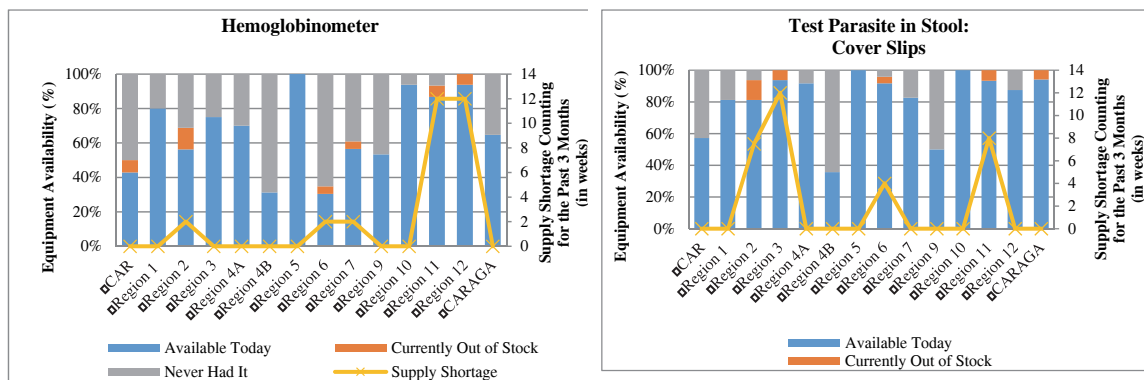 Hemoglobinometer
Equipment Availability (%)
100%
80%
60%
40%
20%
0%
14
12
10
8
6
4
2
0
Supply Shortage Counting
for the Past 3 Months
(in weeks)
CAR
Region 1
Region 2
Region 3
Region 4A
Region 4B
Region 5
Region 6
Region 7
Region 9
Region 10
Region 11
Region 12
CARAGA
Available Today
Currently Out of Stock
Never Had It
Supply Shortage
Test Parasite in Stool:
Cover Slips
Equipment Availability (%)
100%
80%
60%
40%
20%
0%
14
12
10
8
6
4
2
0
Supply Shortage Counting
for the Past 3 Months
(in weeks)
CAR
Region 1
Region 2
Region 3
Region 4A
Region 4B
Region 5
Region 6
Region 7
Region 9
Region 10
Region 11
Region 12
CARAGA
Available Today
Currently Out of Stock